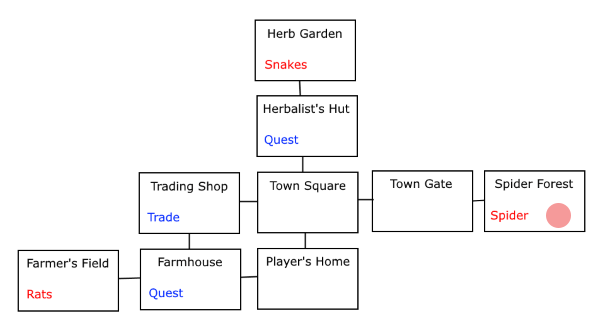 Herb Garden
Snakes
Herbalist's Hut
Quest
Trading Shop
Trade
Town Square
Town Gate
Spider Forest
Spider
Farmer's Field
Rats
Farmhouse
Quest
Player's Home